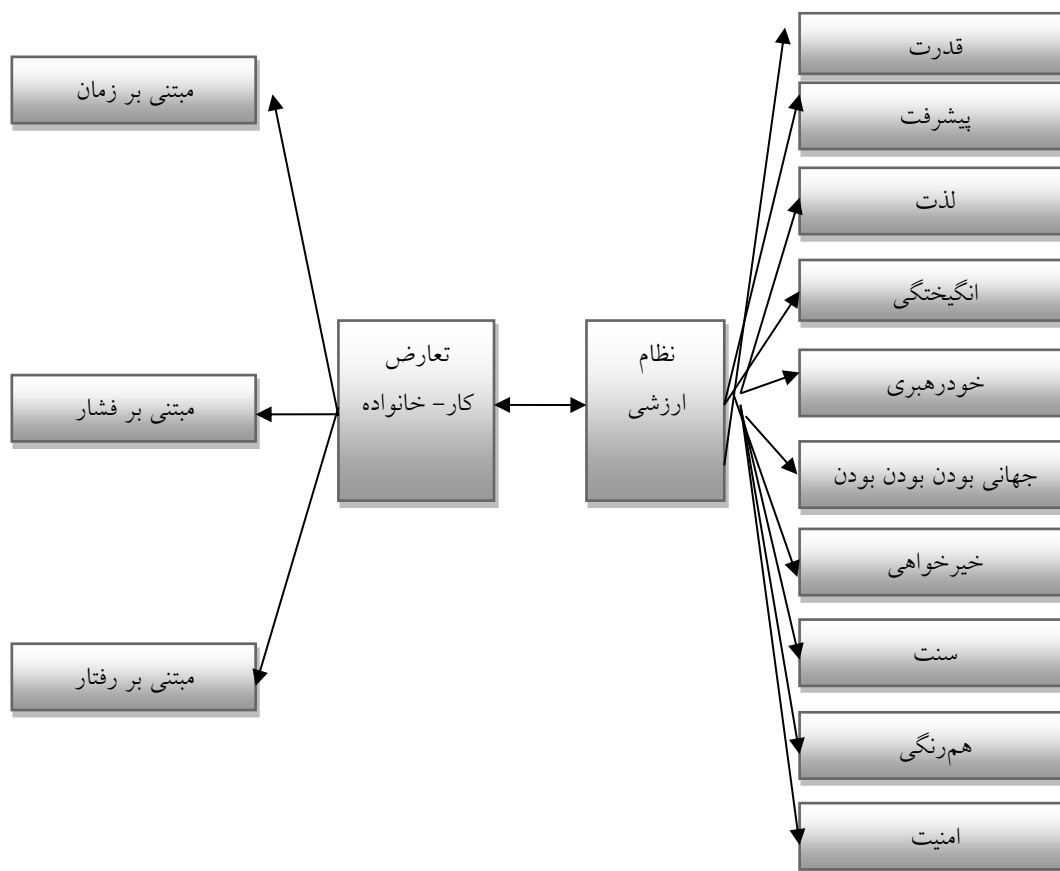 قدرت
پیشرفت
لذت
انگیختگی
خودرهبری
جهانی بودن بودن بودن
خیرخواهی
سنت
هم‌رنگی
امنیت
نظام
ارزشی
تعارض
کار- خانواده
مبتنی بر زمان
مبتنی بر فشار
مبتنی بر رفتار